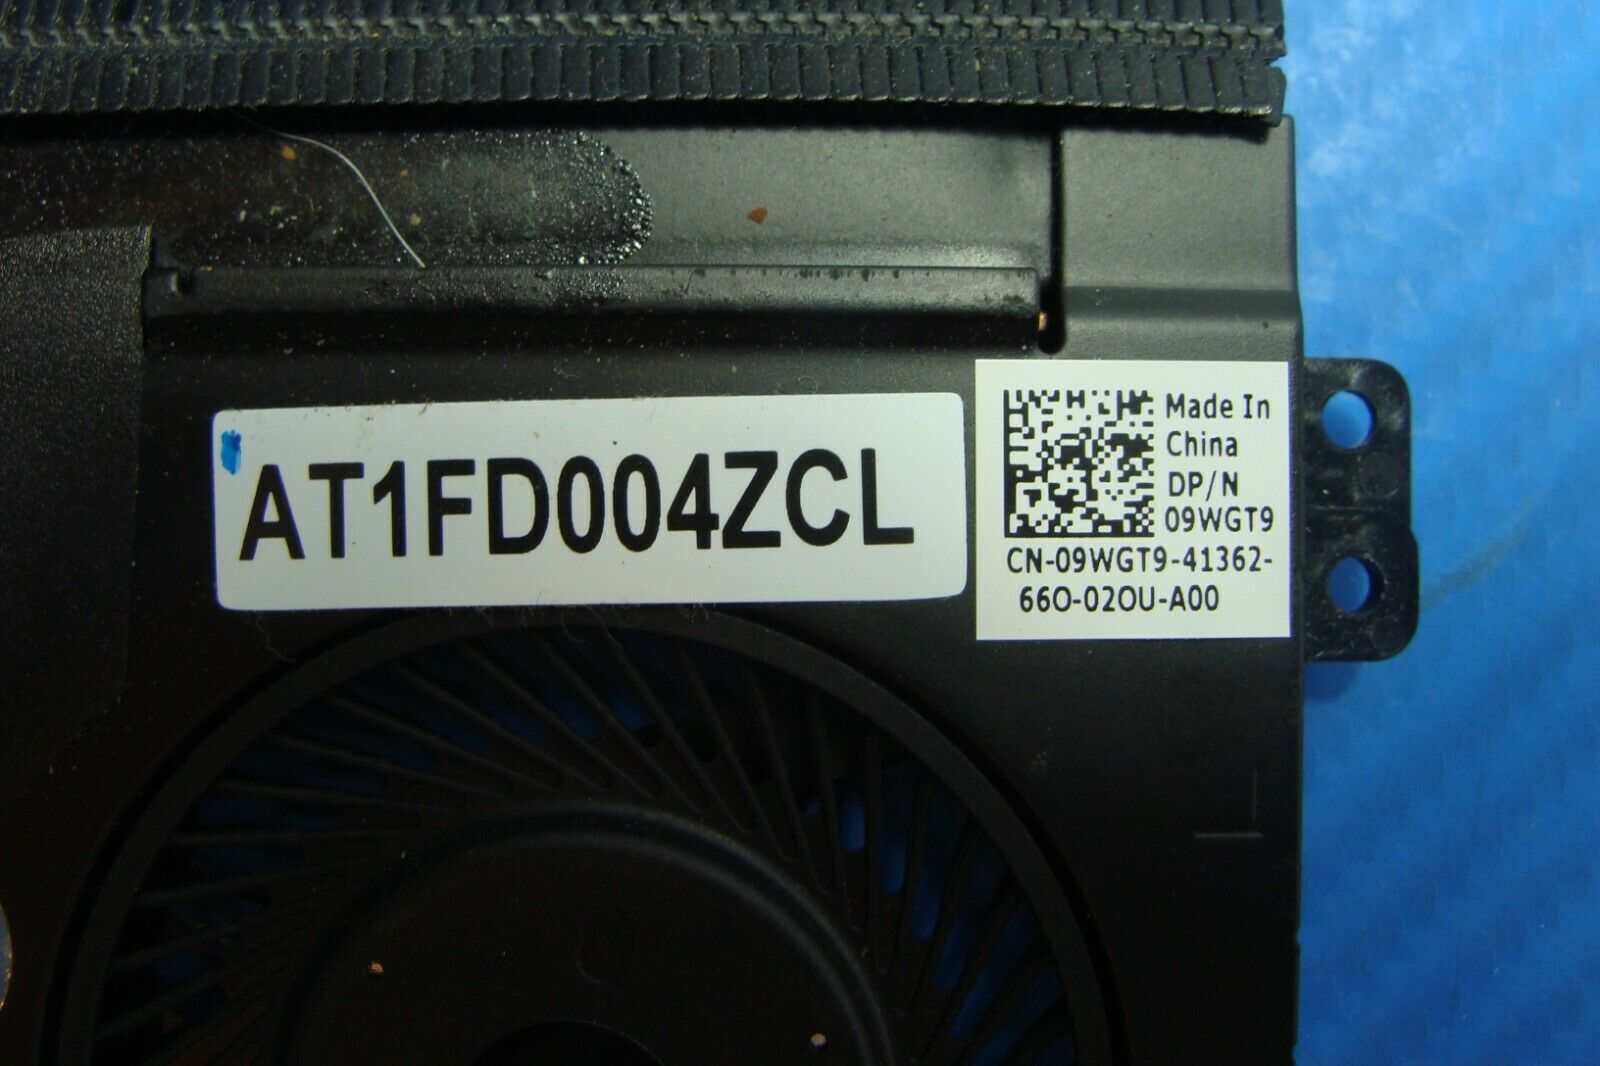 AT1FD004ZCL
Made In
China
DP/N
09WGT9
CN-09WGT9-41362-
66O-02OU-A00